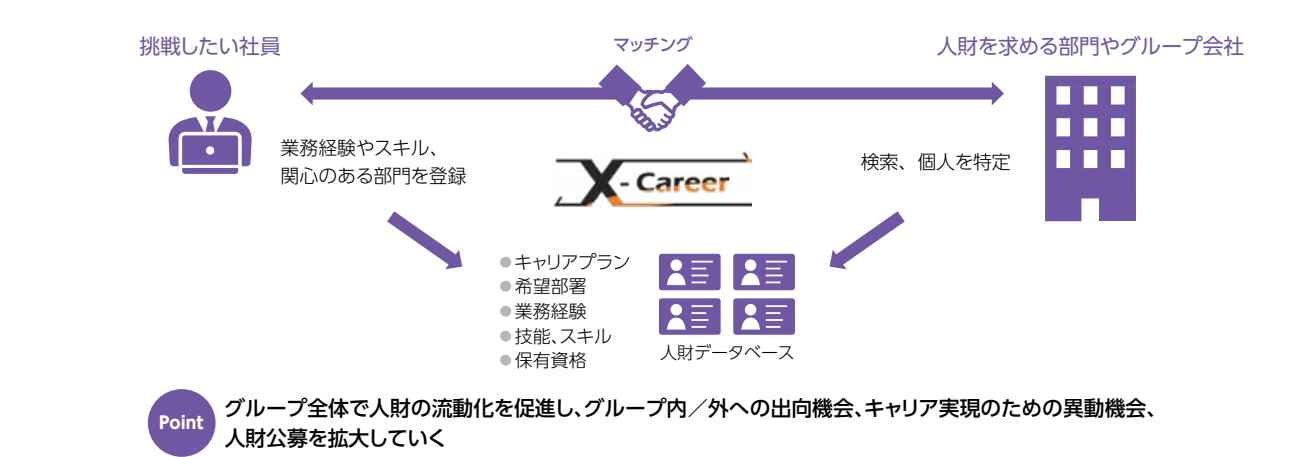 挑戦したい社員
マッチング
人財を求める部門やグループ会社
業務経験やスキル、
関心のある部門を登録
X-Career
検索、個人を特定
●キャリアプラン
●希望部署
●業務経験
●技能、スキル
●保有資格
人財データベース
Point
グループ全体で人財の流動化を促進し、グループ内／外への出向機会、キャリア実現のための異動機会、
人財公募を拡大していく